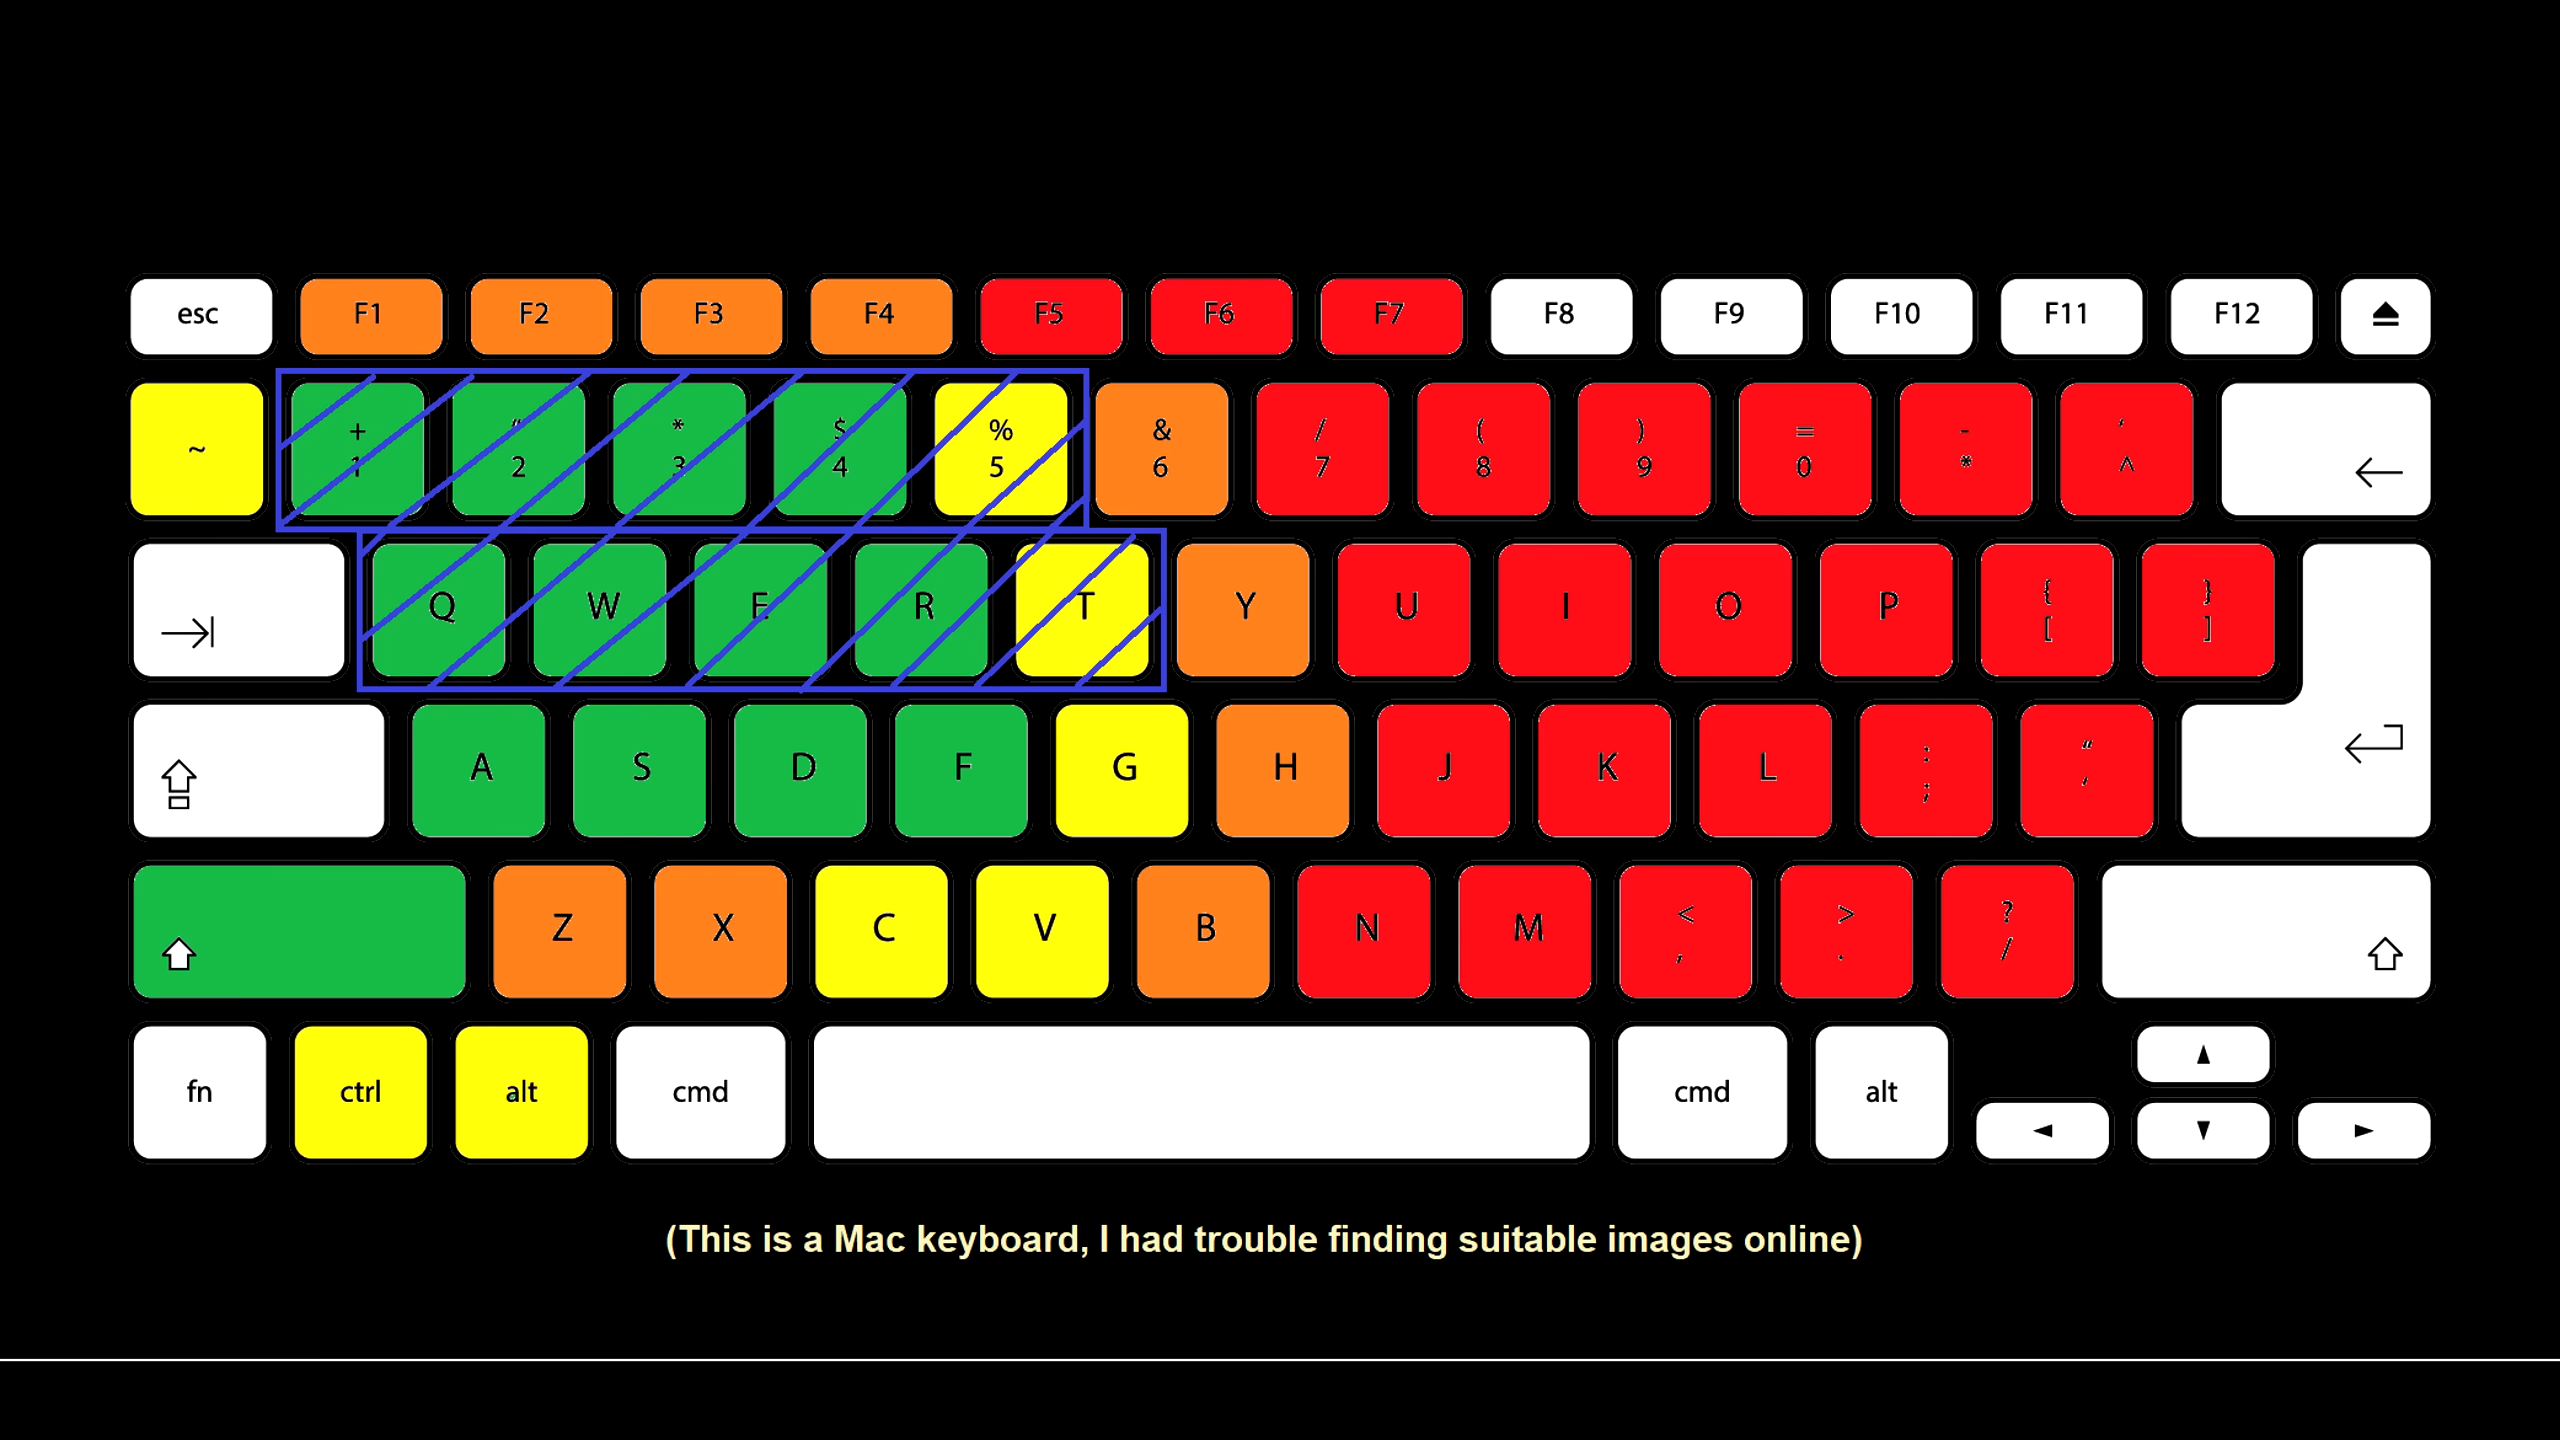 esc F1 F2 F3 F4 F5 F6 F7 F8 F9 F10 F11 F12
+ “ * $ % & / ( ) = - ‘
~ 1 2 3 4 5 6 7 8 9 0 * ^
Q W E R T Y U I O P { }
[ ]
A S D F G H J K L : “
; ‘
Z X C V B N M < > ?
, . /
fn ctrl alt cmd cmd alt
(This is a Mac keyboard, I had trouble finding suitable images online)